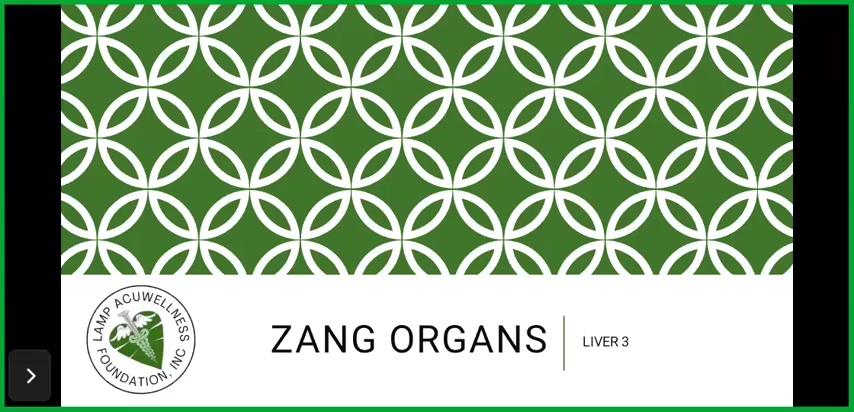 LAMP ACUWELLNESS
FOUNDATION, INC
ZANG ORGANS
LIVER 3